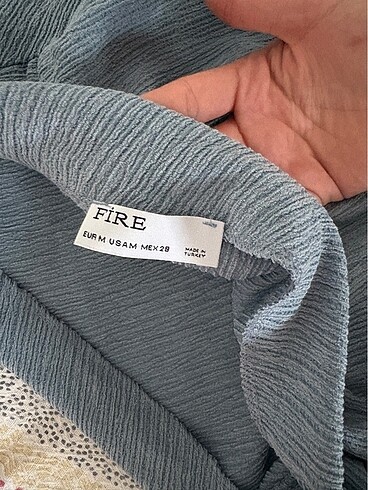 FİRE
EUR M USA M MEX 28
MADE IN
TURKEY